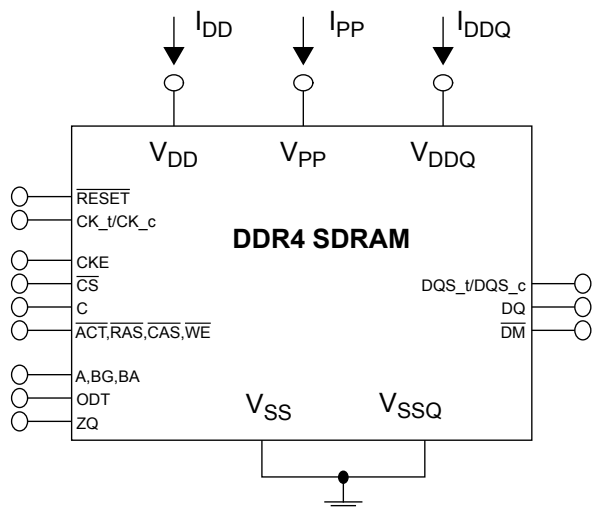 IDD IPP IDDQ
VDD VPP VDDQ
RESET
CK_t/CK_c
DDR4 SDRAM
CKE
CS
DQS_t/DQS_c
C
DQ
ACT,RAS,CAS,WE
DM
A,BG,BA
ODT
VSS VSSQ
ZQ